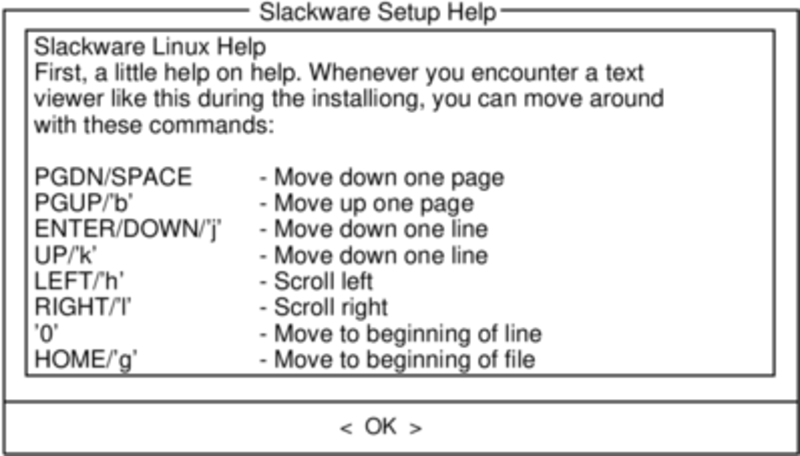 Slackware Setup Help
Slackware Linux Help
First, a little help on help. Whenever you encounter a text
viewer like this during the installiong, you can move around
with these commands:
PGDN/SPACE - Move down one page
PGUP/'b' - Move up one page
ENTER/DOWN/'j' - Move down one line
UP/'k' - Move down one line
LEFT/'h' - Scroll left
RIGHT/'l' - Scroll right
'0' - Move to beginning of line
HOME/'g' - Move to beginning of file
< OK >